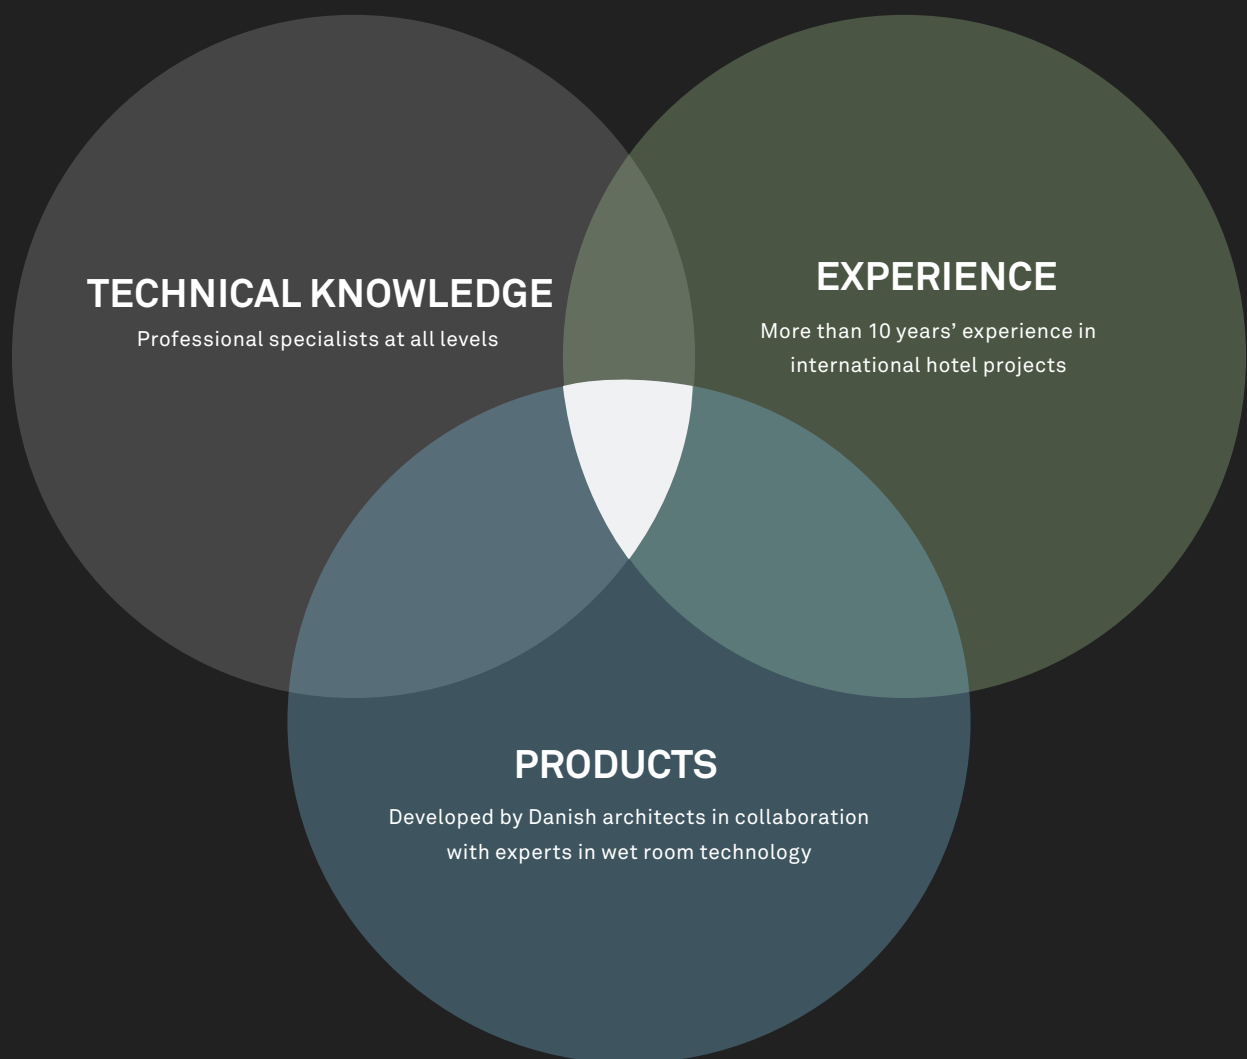 TECHNICAL KNOWLEDGE
Professional specialists at all levels
EXPERIENCE
More than 10 years’ experience in
international hotel projects
PRODUCTS
Developed by Danish architects in collaboration
with experts in wet room technology